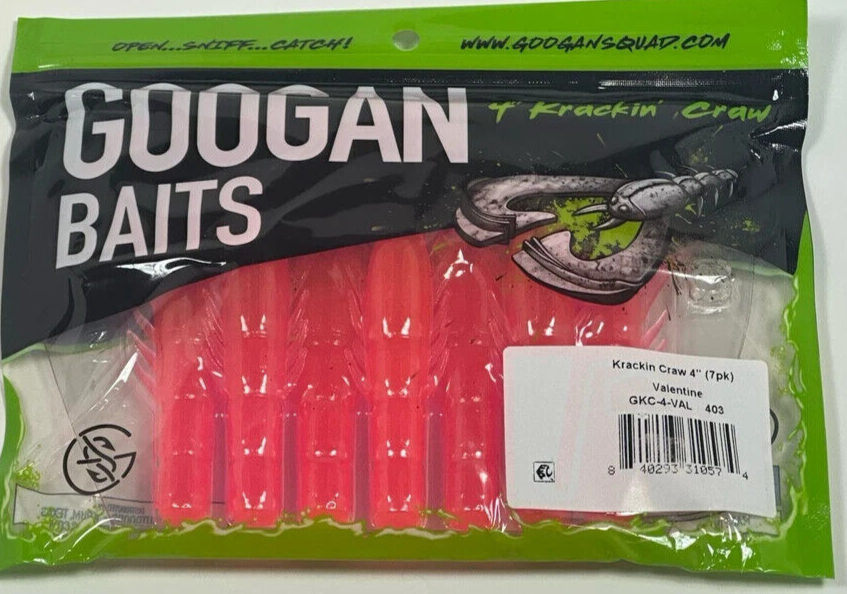 OPEN...SNIFF...CATCH!
WWW.GOOGANSQUAD.COM
GOOGAN
BAITS
4" Krackin' Craw
Krackin Craw 4" (7pk)
Valentine
GKC-4-VAL 403
8 40293 31057 4